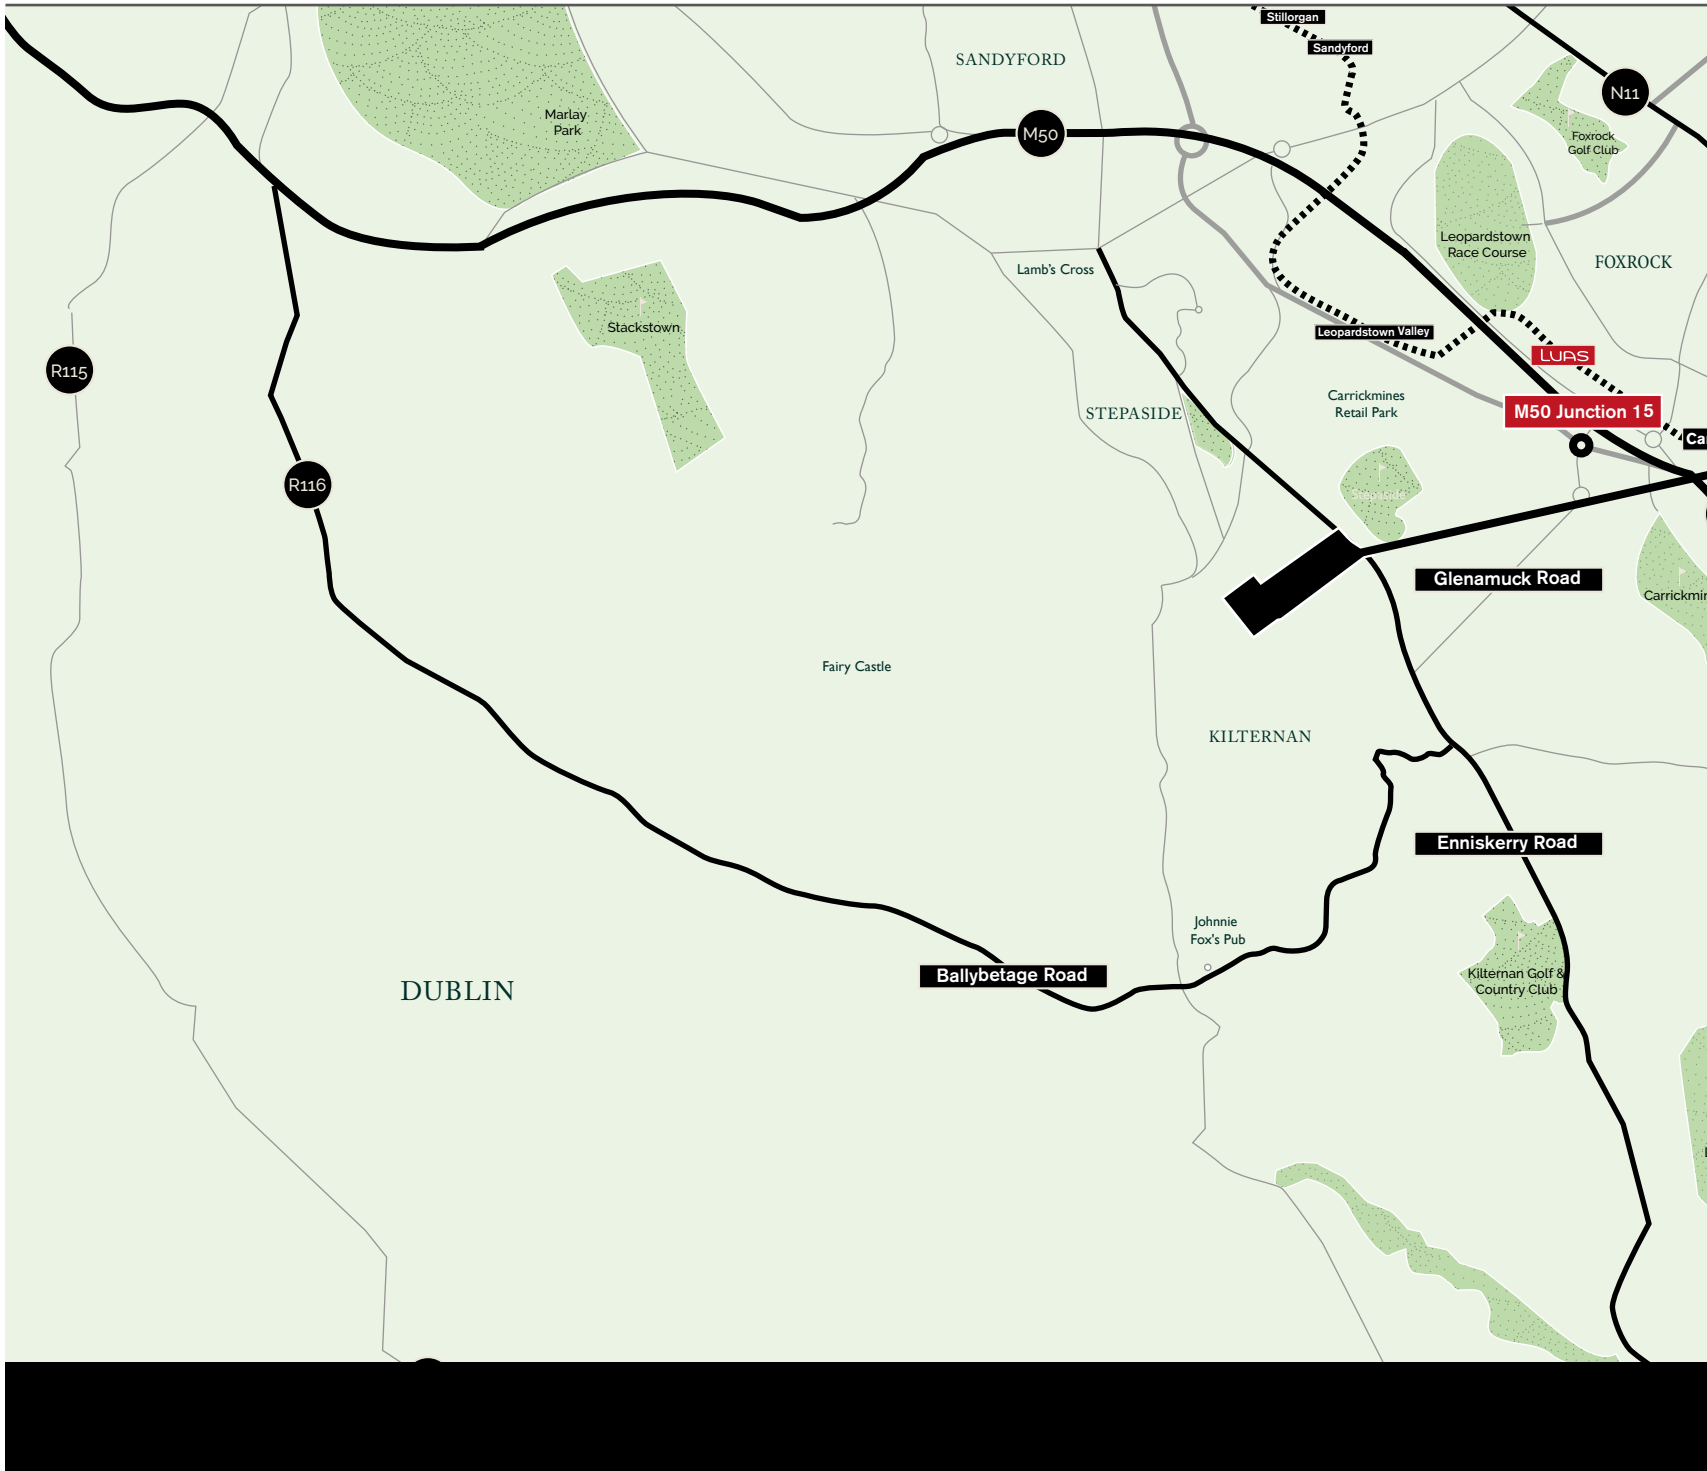 Stillorgan
Sandyford
SANDYFORD
N11
Marlay
Park
M50
Foxrock
Golf Club
Leopardstown
Race Course
FOXROCK
Lamb's Cross
Stackstown
Leopardstown Valley
LUAS
R115
Carrickmines
Retail Park
M50 Junction 15
STEPASIDE
R116
Stepaside
Glenamuck Road
Fairy Castle
KILTERNAN
Enniskerry Road
Johnnie
Fox's Pub
Ballybetage Road
Kilternan Golf &
Country Club
DUBLIN